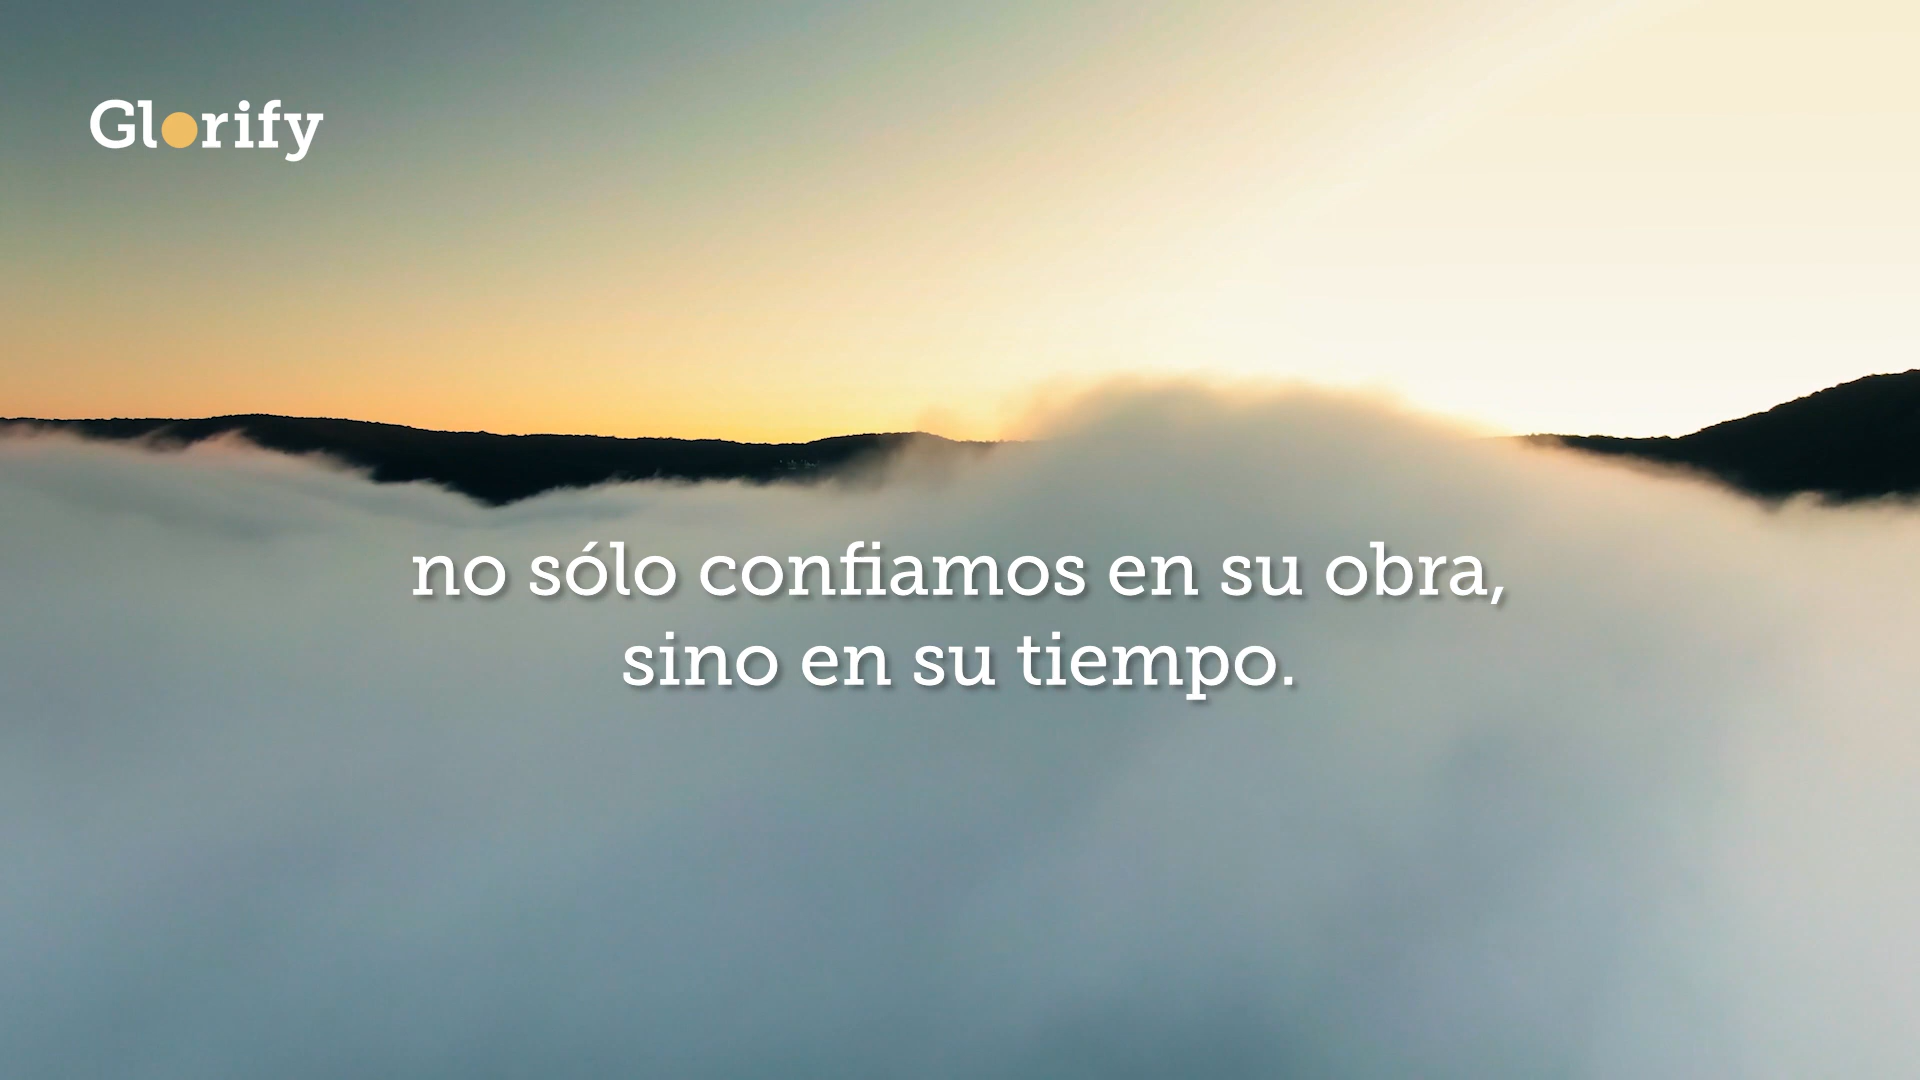 Glorify
no sólo confiamos en su obra,
sino en su tiempo.